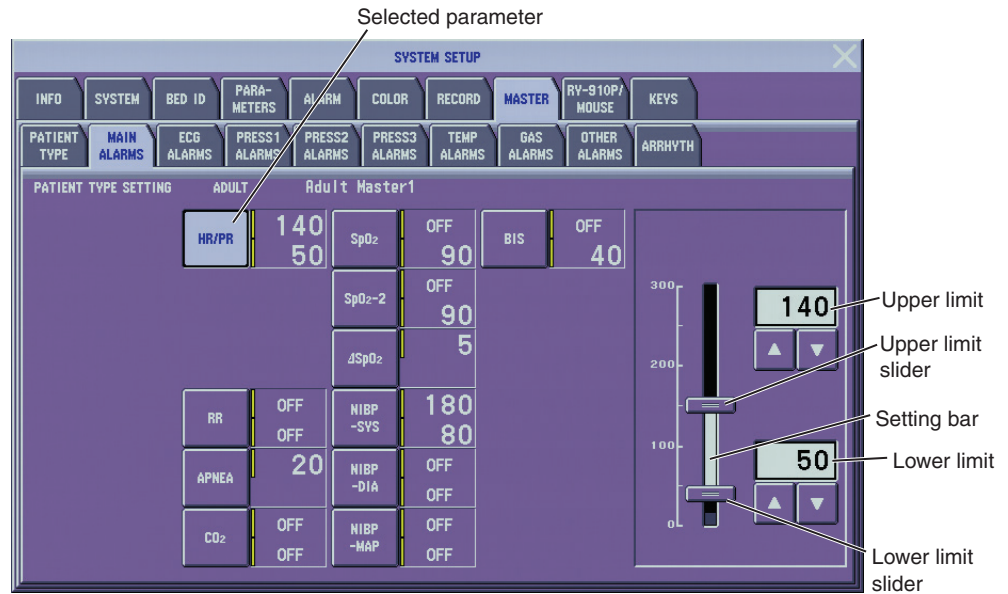 Selected parameter
SYSTEM SETUP
INFO SYSTEM BED ID PARA-METERS ALARM COLOR RECORD MASTER RY-910P/MOUSE KEYS
PATIENT TYPE MAIN ALARMS ECG ALARMS PRESS1 ALARMS PRESS2 ALARMS PRESS3 ALARMS TEMP ALARMS GAS ALARMS OTHER ALARMS ARRHYTH
PATIENT TYPE SETTING ADULT Adult Master1
HR/PR 140 50
SpO2 OFF 90
BIS OFF 40
SpO2-2 OFF 90
ΔSpO2 5
RR OFF OFF
NIBP-SYS 180 80
APNEA 20
NIBP-DIA OFF OFF
CO2 OFF OFF
NIBP-MAP OFF OFF
300
200
100
0
140
50
Upper limit
Upper limit
slider
Setting bar
Lower limit
Lower limit
slider